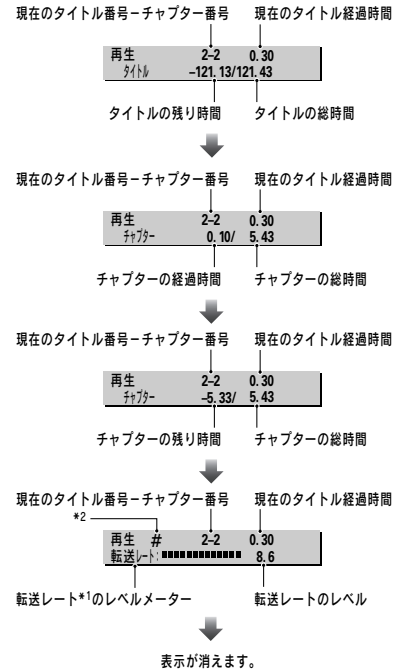 現在のタイトル番号－チャプター番号　現在のタイトル経過時間
再生　2–2　0. 30
タイトル　–121. 13/121. 43
タイトルの残り時間　タイトルの総時間
現在のタイトル番号－チャプター番号　現在のタイトル経過時間
再生　2–2　0. 30
チャプター　0. 10/　5. 43
チャプターの経過時間　チャプターの総時間
現在のタイトル番号－チャプター番号　現在のタイトル経過時間
再生　2–2　0. 30
チャプター　–5. 33/　5. 43
チャプターの残り時間　チャプターの総時間
現在のタイトル番号－チャプター番号　現在のタイトル経過時間
*2
再生　#　2–2　0. 30
転送レート:　8. 6
転送レート*1のレベルメーター　転送レートのレベル
表示が消えます。